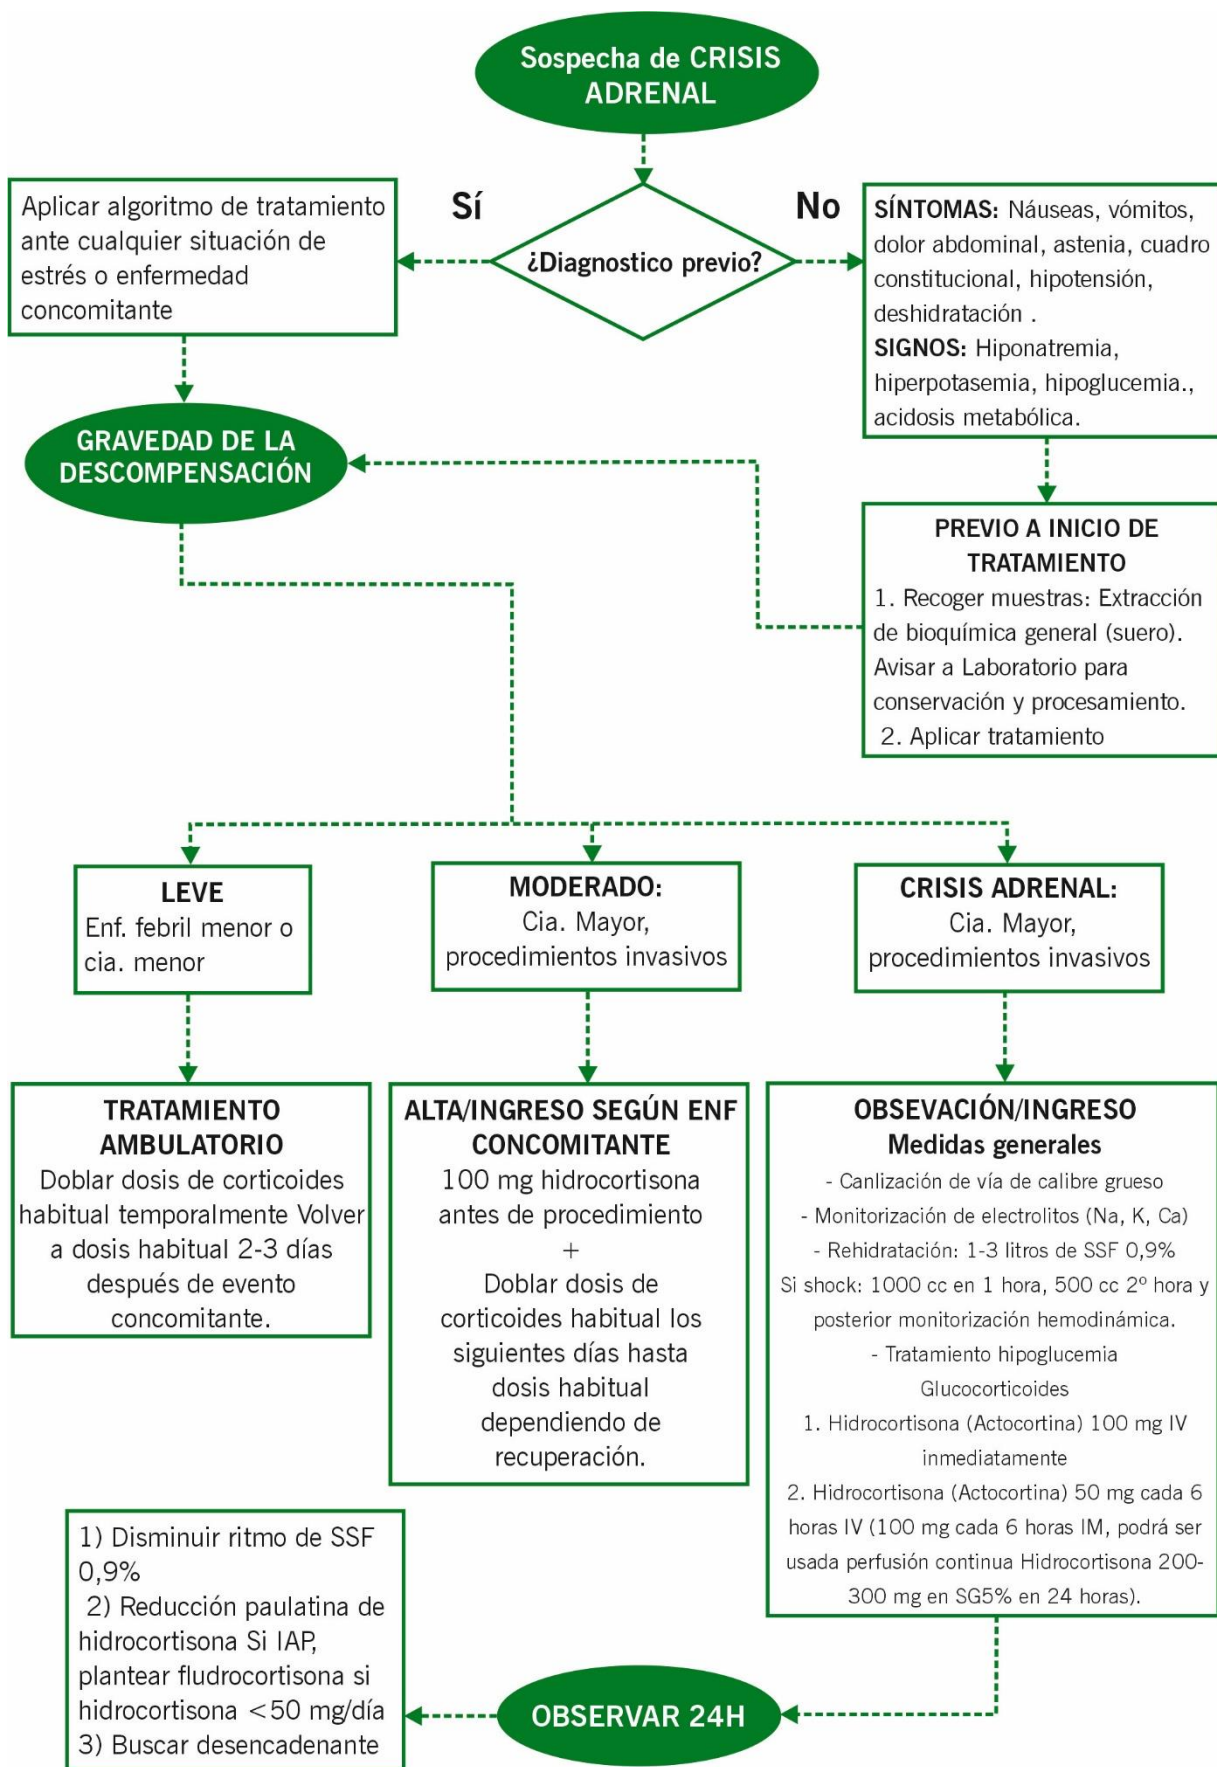 Sospecha de CRISIS
ADRENAL
Sí
No
¿Diagnostico previo?
Aplicar algoritmo de tratamiento
ante cualquier situación de
estrés o enfermedad
concomitante
SÍNTOMAS: Náuseas, vómitos,
dolor abdominal, astenia, cuadro
constitucional, hipotensión,
deshidratación .
SIGNOS: Hiponatremia,
hiperpotasemia, hipoglucemia.,
acidosis metabólica.
GRAVEDAD DE LA
DESCOMPENSACIÓN
PREVIO A INICIO DE
TRATAMIENTO
1. Recoger muestras: Extracción
de bioquímica general (suero).
Avisar a Laboratorio para
conservación y procesamiento.
2. Aplicar tratamiento
LEVE
Enf. febril menor o
cia. menor
MODERADO:
Cia. Mayor,
procedimientos invasivos
CRISIS ADRENAL:
Cia. Mayor,
procedimientos invasivos
TRATAMIENTO
AMBULATORIO
Doblar dosis de corticoides
habitual temporalmente Volver
a dosis habitual 2-3 días
después de evento
concomitante.
ALTA/INGRESO SEGÚN ENF
CONCOMITANTE
100 mg hidrocortisona
antes de procedimiento
+
Doblar dosis de
corticoides habitual los
siguientes días hasta
dosis habitual
dependiendo de
recuperación.
OBSEVACIÓN/INGRESO
Medidas generales
- Canlización de vía de calibre grueso
- Monitorización de electrolitos (Na, K, Ca)
- Rehidratación: 1-3 litros de SSF 0,9%
Si shock: 1000 cc en 1 hora, 500 cc 2º hora y
posterior monitorización hemodinámica.
- Tratamiento hipoglucemia
Glucocorticoides
1. Hidrocortisona (Actocortina) 100 mg IV
inmediatamente
2. Hidrocortisona (Actocortina) 50 mg cada 6
horas IV (100 mg cada 6 horas IM, podrá ser
usada perfusión continua Hidrocortisona 200-
300 mg en SG5% en 24 horas).
1) Disminuir ritmo de SSF
0,9%
2) Reducción paulatina de
hidrocortisona Si IAP,
plantear fludrocortisona si
hidrocortisona <50 mg/día
3) Buscar desencadenante
OBSERVAR 24H